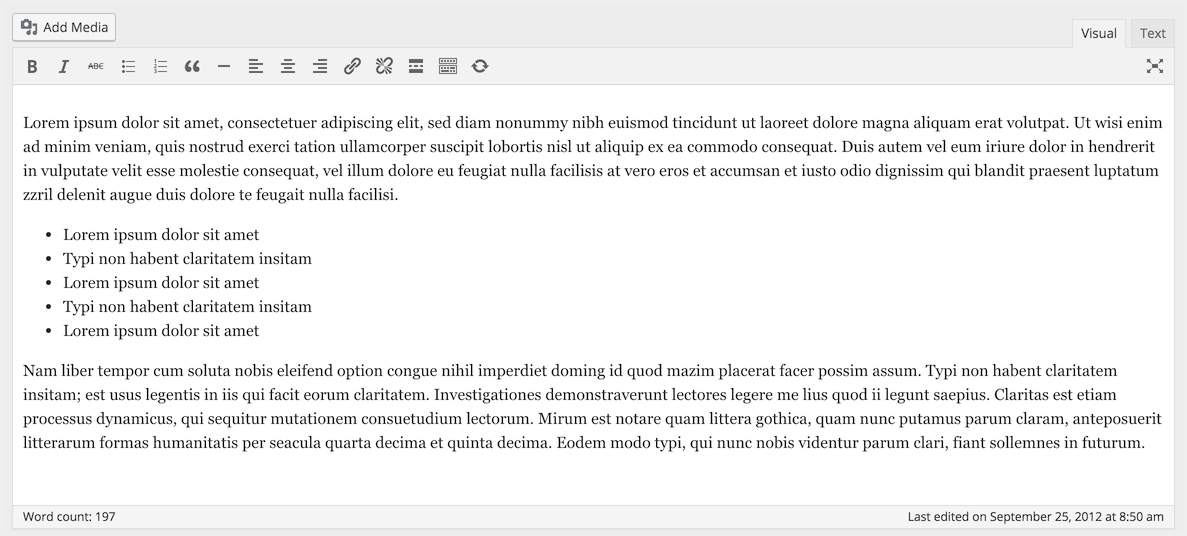 Add Media
Visual Text
B I ABC
Lorem ipsum dolor sit amet, consectetuer adipiscing elit, sed diam nonummy nibh euismod tincidunt ut laoreet dolore magna aliquam erat volutpat. Ut wisi enim
ad minim veniam, quis nostrud exerci tation ullamcorper suscipit lobortis nisl ut aliquip ex ea commodo consequat. Duis autem vel eum iriure dolor in hendrerit
in vulputate velit esse molestie consequat, vel illum dolore eu feugiat nulla facilisis at vero eros et accumsan et iusto odio dignissim qui blandit praesent luptatum
zzril delenit augue duis dolore te feugait nulla facilisi.
• Lorem ipsum dolor sit amet
• Typi non habent claritatem insitam
• Lorem ipsum dolor sit amet
• Typi non habent claritatem insitam
• Lorem ipsum dolor sit amet
Nam liber tempor cum soluta nobis eleifend option congue nihil imperdiet doming id quod mazim placerat facer possim assum. Typi non habent claritatem
insitam; est usus legentis in iis qui facit eorum claritatem. Investigationes demonstraverunt lectores legere me lius quod ii legunt saepius. Claritas est etiam
processus dynamicus, qui sequitur mutationem consuetudium lectorum. Mirum est notare quam littera gothica, quam nunc putamus parum claram, anteposuerit
litterarum formas humanitatis per seacula quarta decima et quinta decima. Eodem modo typi, qui nunc nobis videntur parum clari, fiant sollemnes in futurum.
Word count: 197 Last edited on September 25, 2012 at 8:50 am